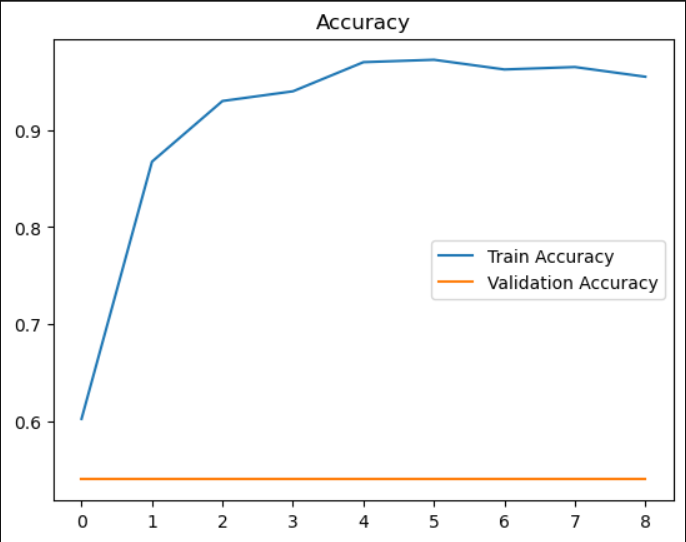 Accuracy
0.9
0.8
0.7
0.6
Train Accuracy
Validation Accuracy
0 1 2 3 4 5 6 7 8